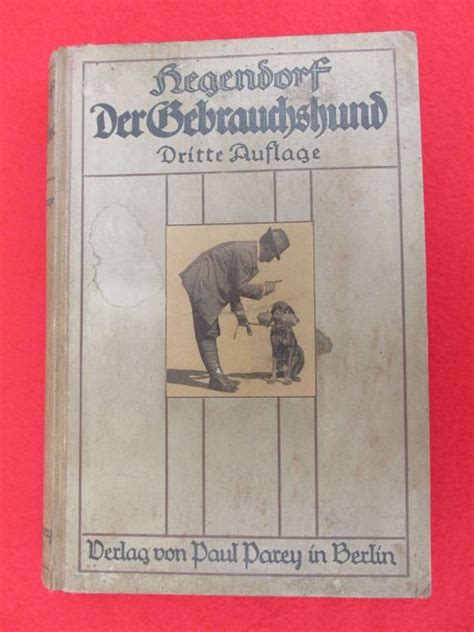 Hegendorf
Der Gebrauchshund
Dritte Auflage
Verlag von Paul Parey in Berlin